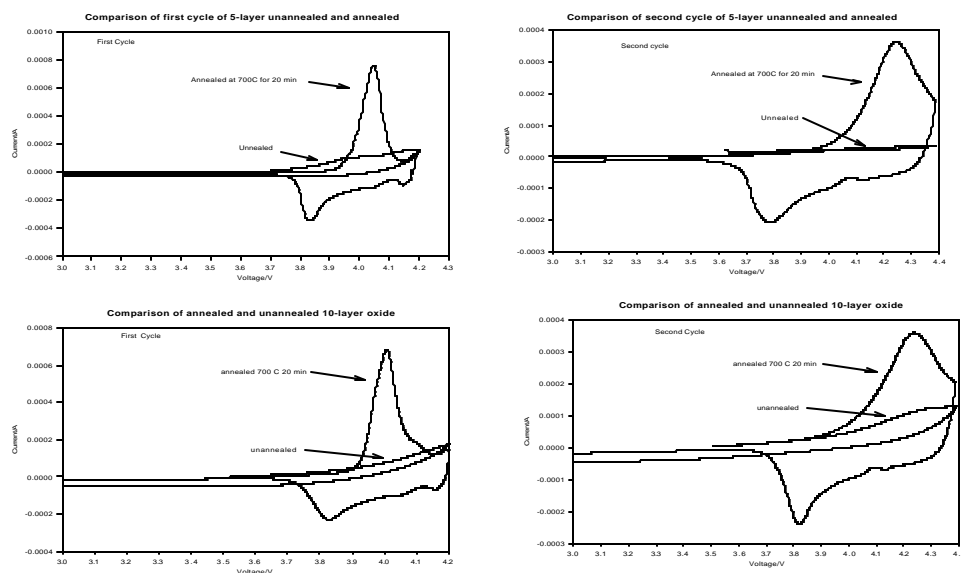 Comparison of first cycle of 5-layer unannealed and annealed
First Cycle
Annealed at 700C for 20 min
Unnealed
0.0010
0.0008
0.0006
0.0004
0.0002
0.0000
-0.0002
-0.0004
-0.0006
Current/A
3.0 3.1 3.2 3.3 3.4 3.5 3.6 3.7 3.8 3.9 4.0 4.1 4.2 4.3
Voltage/V
Comparison of second cycle of 5-layer unannealed and annealed
Second cycle
Annealed at 700C for 20 min
Unnealed
0.0004
0.0003
0.0002
0.0001
0.0000
-0.0001
-0.0002
-0.0003
Current/A
3.0 3.1 3.2 3.3 3.4 3.5 3.6 3.7 3.8 3.9 4.0 4.1 4.2 4.3 4.4
Voltage/V
Comparison of annealed and unannealed 10-layer oxide
First Cycle
annealed 700 C 20 min
unannealed
0.0008
0.0006
0.0004
0.0002
0.0000
-0.0002
-0.0004
Current/A
3.0 3.1 3.2 3.3 3.4 3.5 3.6 3.7 3.8 3.9 4.0 4.1 4.2
Voltage/V
Comparison of annealed and unannealed 10-layer oxide
Second Cycle
annealed 700 C 20 min
unannealed
0.0004
0.0003
0.0002
0.0001
0.0000
-0.0001
-0.0002
-0.0003
Current/A
3.0 3.1 3.2 3.3 3.4 3.5 3.6 3.7 3.8 3.9 4.0 4.1 4.2 4.3 4.
Voltage/V